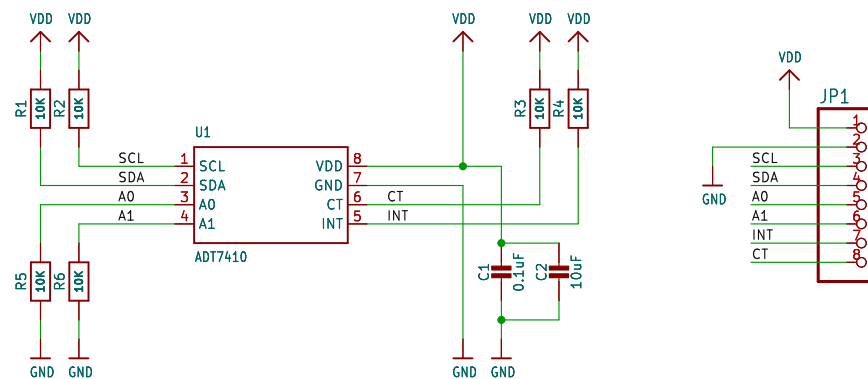 VDD VDD VDD VDD VDD
VDD
R1 10K R2 10K R3 10K R4 10K
JP1
U1
SCL 1 SCL VDD 8
SDA 2 SDA GND 7
A0 3 A0 CT 6 CT
A1 4 A1 INT 5 INT
ADT7410
R5 10K R6 10K C1 0.1uF C2 10uF
GND GND GND GND
1
2
SCL 3
SDA 4
GND
A0 5
A1 6
INT 7
CT 8